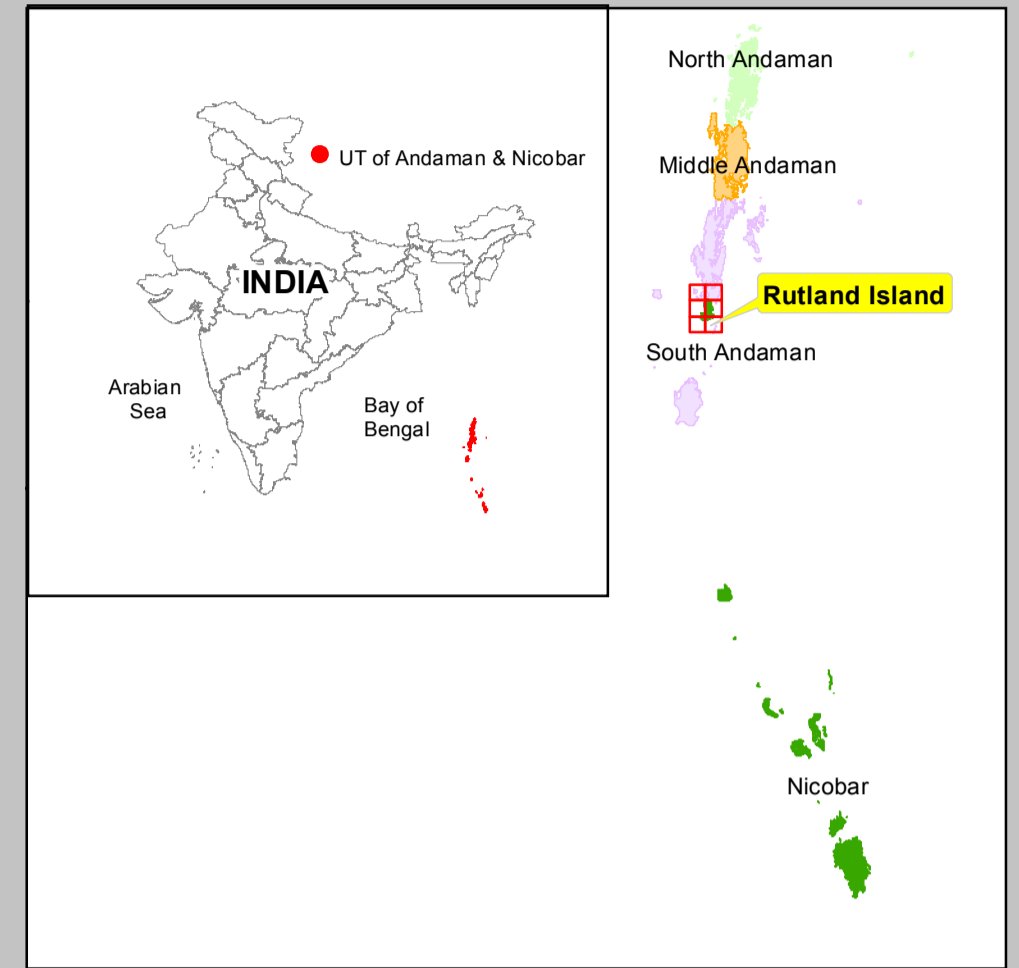 North Andaman
UT of Andaman & Nicobar
Middle Andaman
INDIA
Rutland Island
South Andaman
Arabian
Sea
Bay of
Bengal
Nicobar